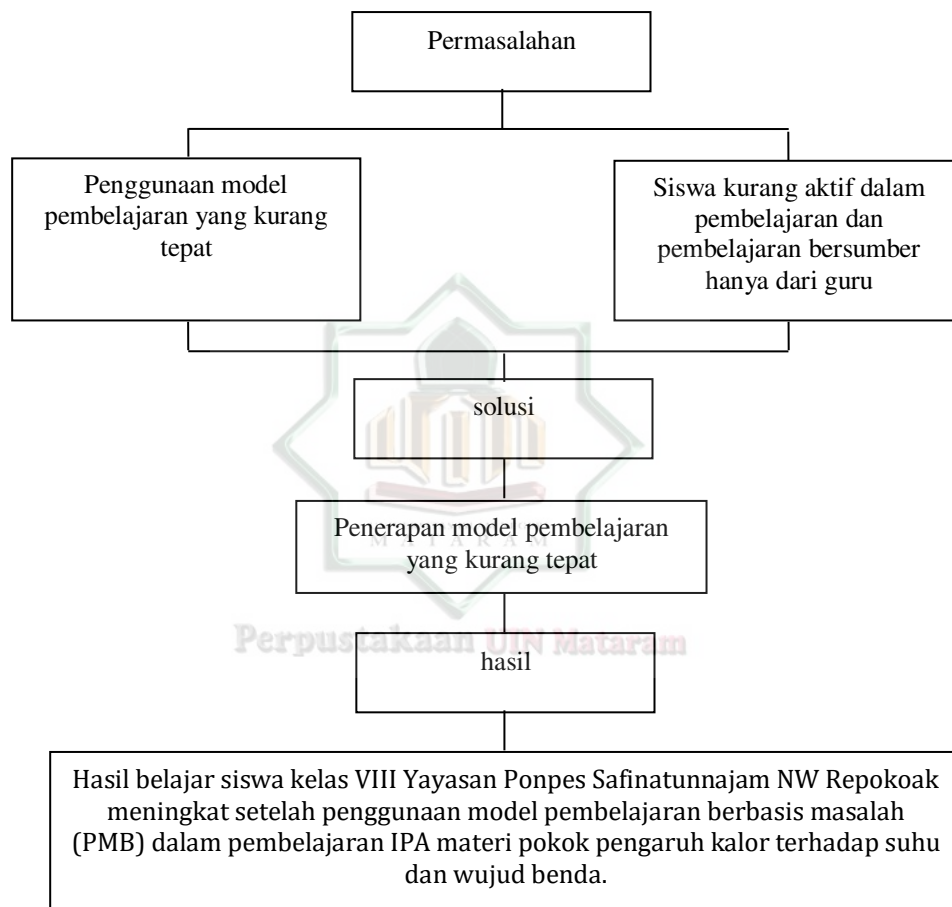 Permasalahan
Penggunaan model
pembelajaran yang kurang
tepat
Siswa kurang aktif dalam
pembelajaran dan
pembelajaran bersumber
hanya dari guru
solusi
Penerapan model pembelajaran
yang kurang tepat
MATARAM
Perpustakaan UIN Mataram
hasil
Hasil belajar siswa kelas VIII Yayasan Ponpes Safinatunnajam NW Repokoak
meningkat setelah penggunaan model pembelajaran berbasis masalah
(PMB) dalam pembelajaran IPA materi pokok pengaruh kalor terhadap suhu
dan wujud benda.